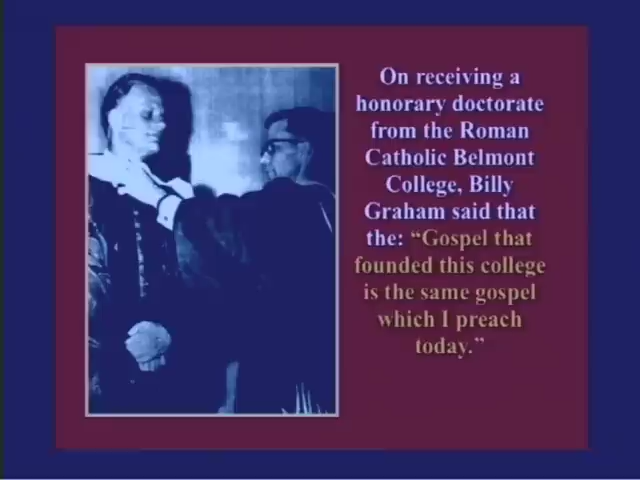 On receiving a
honorary doctorate
from the Roman
Catholic Belmont
College, Billy
Graham said that
the: “Gospel that
founded this college
is the same gospel
which I preach
today.”